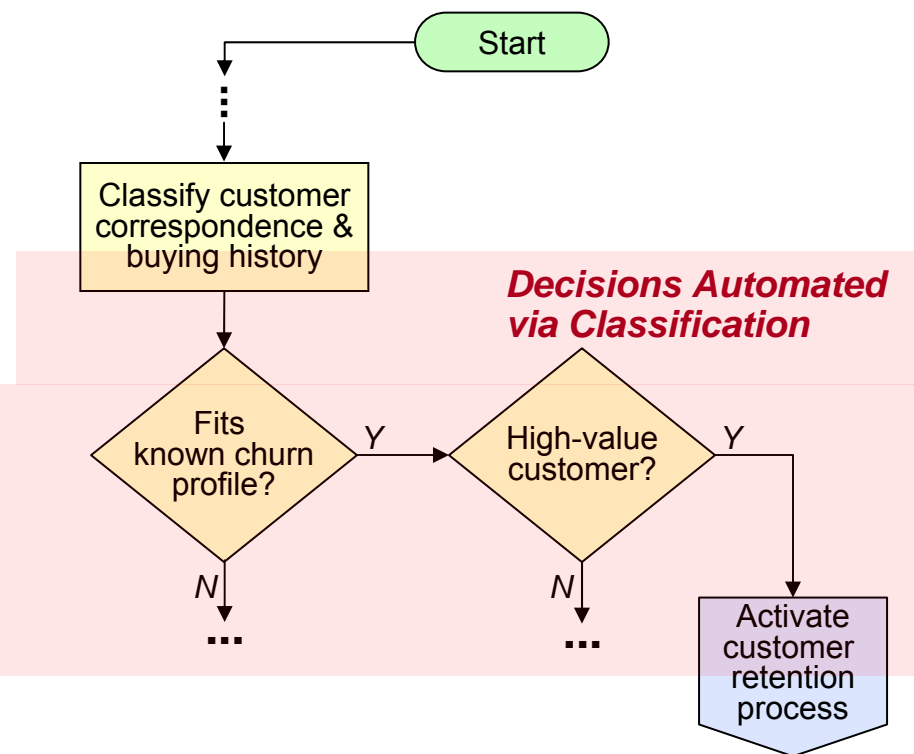 Start
⋮
Classify customer
correspondence &
buying history
Decisions Automated
via Classification
Fits
known churn
profile?
Y
High-value
customer?
Y
N
...
N
...
Activate
customer
retention
process